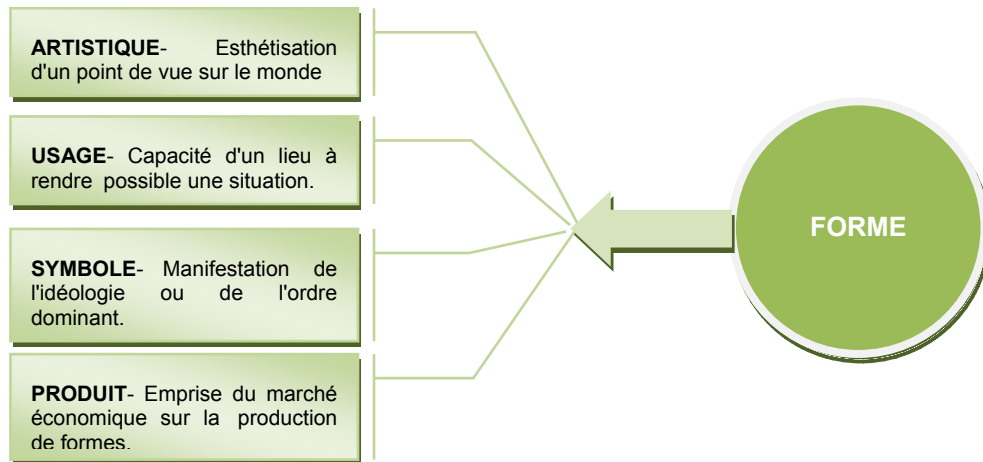 ARTISTIQUE- Esthétisation
d'un point de vue sur le monde
USAGE- Capacité d'un lieu à
rendre possible une situation.
SYMBOLE- Manifestation de
l'idéologie ou de l'ordre
dominant.
PRODUIT- Emprise du marché
économique sur la production
de formes.
FORME